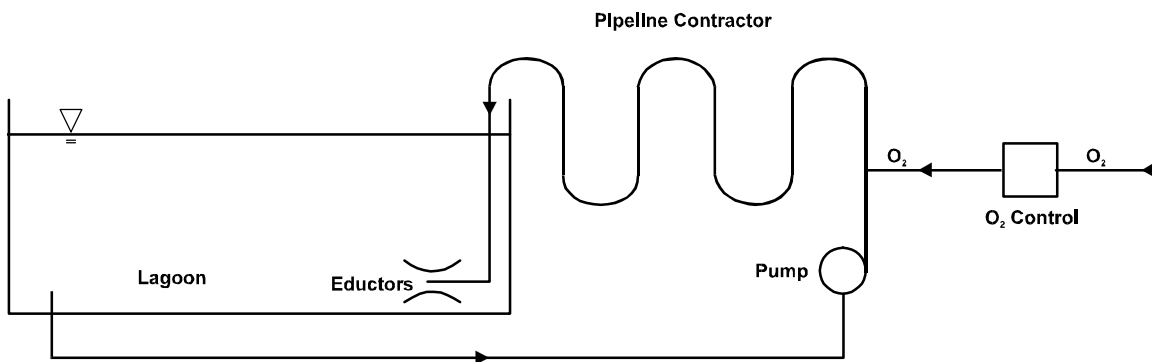 Pipeline Contractor
O₂
O₂
O₂ Control
Pump
Lagoon
Eductors